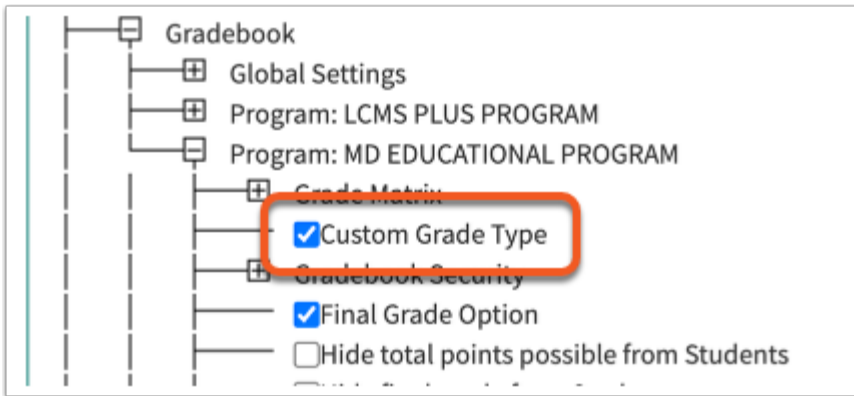 Gradebook
Global Settings
Program: LCMS PLUS PROGRAM
Program: MD EDUCATIONAL PROGRAM
Grade Matrix
Custom Grade Type
Gradebook Security
Final Grade Option
Hide total points possible from Students